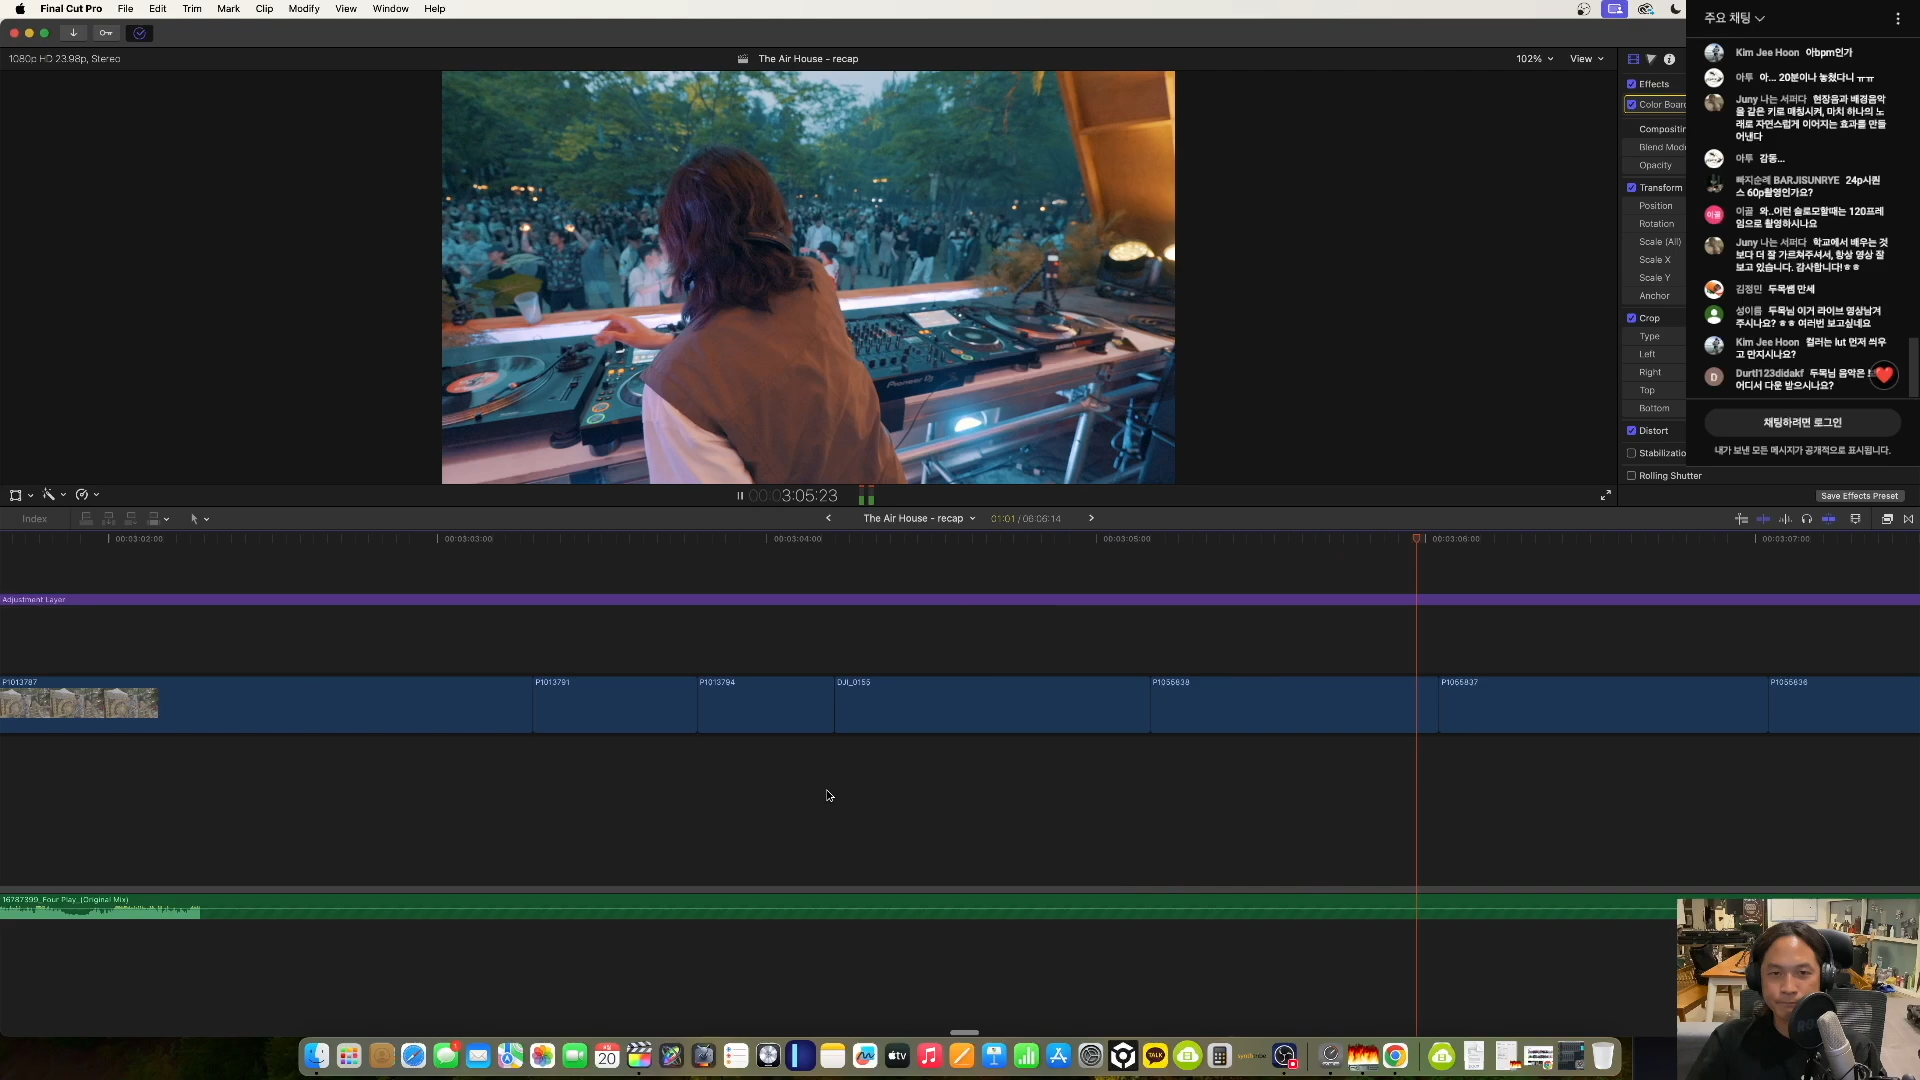 Final Cut Pro File Edit Trim Mark Clip Modify View Window Help
1080p HD 23.98p, Stereo
The Air House - recap
102%
View
Effects
Color Boar
Compositin
Blend Mode
Opacity
Transform
Position
Rotation
Scale (All)
Scale X
Scale Y
Anchor
Crop
Type
Left
Right
Top
Bottom
Distort
Stabilizatio
Rolling Shutter
Save Effects Preset
주요 채팅
Kim Jee Hoon 아bpm인가
아투 아... 20분이나 놓쳤다니 ㅠㅠ
Juny 나는 서퍼다 현장음과 배경음악
을 같은 키로 매칭시켜, 마치 하나의 노
래로 자연스럽게 이어지는 효과를 만들
어낸다
아투 감동...
빠지순례 BARJISUNRYE 24p시퀀
스 60p촬영인가요?
이골 와..이런 슬로모할때는 120프레
임으로 촬영하시나요
Juny 나는 서퍼다 학교에서 배우는 것
보다 더 잘 가르쳐주셔서, 항상 영상 잘
보고 있습니다. 감사합니다!ㅎㅎ
김정민 두목쌤 만세
성이름 두목님 이거 라이브 영상남겨
주시나요? ㅎㅎ 여러번 보고싶네요
Kim Jee Hoon 컬러는 lut 먼저 씌우
고 만지시나요?
Durtl123didakf 두목님 음악은
어디서 다운 받으시나요?
채팅하려면 로그인
내가 보낸 모든 메시지가 공개적으로 표시됩니다.
00:03:05:23
Index
The Air House - recap
01:01 / 06:06:14
00:03:02:00
00:03:03:00
00:03:04:00
00:03:05:00
00:03:06:00
00:03:07:00
Adjustment Layer
P1013787
P1013791
P1013794
DJI_0155
P1055838
P1055837
P1055836
16787399_Four Play_(Original Mix)
Pioneer DJ
20
tv
TALK